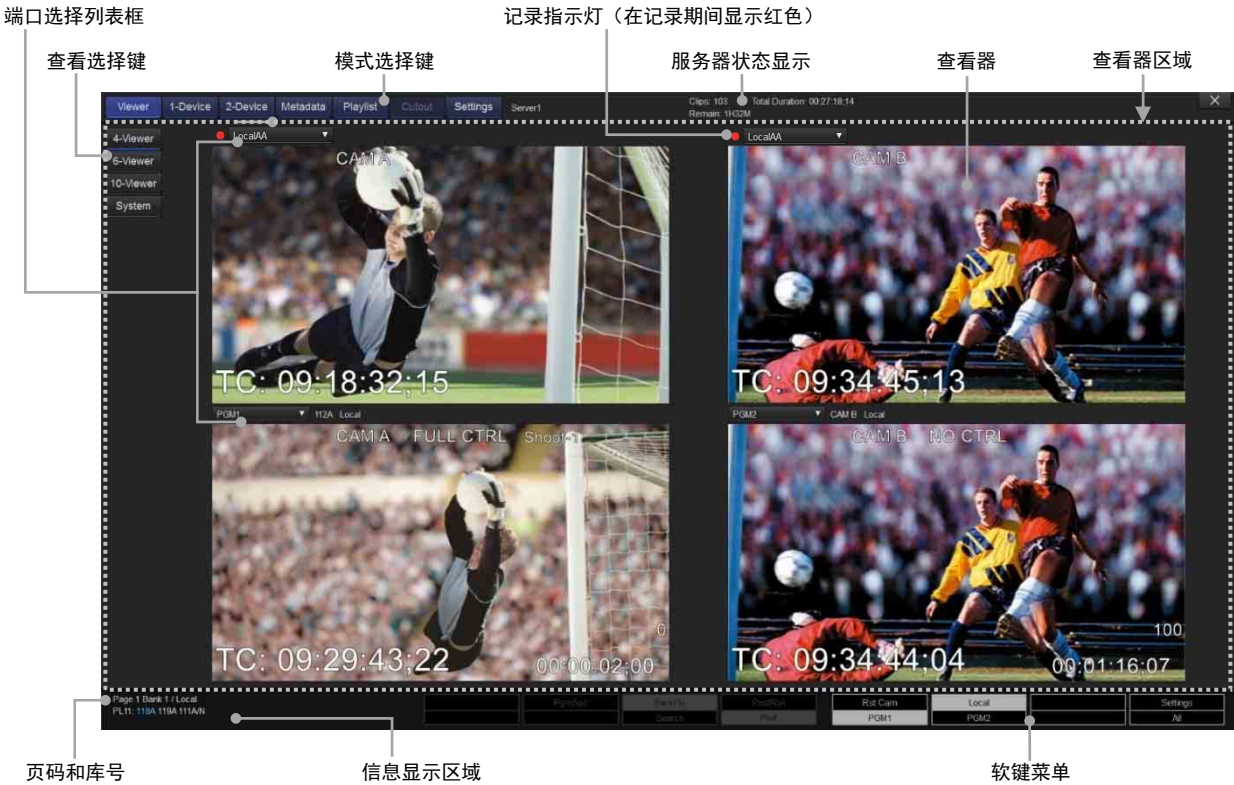 端口选择列表框
记录指示灯（在记录期间显示红色）
查看选择键
模式选择键
服务器状态显示
查看器
查看器区域
Viewer 1-Device 2-Device Metadata Playlist Cutout Settings Server1
Clips: 103 Total Duration: 00:27:18;14
Remain: 1H32M
4-Viewer
6-Viewer
10-Viewer
System
LocalAA
LocalAA
CAM A
CAM B
TC: 09:18:32;15
TC: 09:34:45;13
PGM1 112A Local
PGM2 CAM B Local
CAM A FULL CTRL Shoot-1
CAM B NO CTRL
0
100
TC: 09:29:43;22 00:00:02;00
TC: 09:34:44;04 00:01:16;07
Page 1 Bank 1 / Local
PL11: 118A 119A 111A/N
Search
Rst Cam Local Settings
PGM1 PGM2 All
页码和库号
信息显示区域
软键菜单